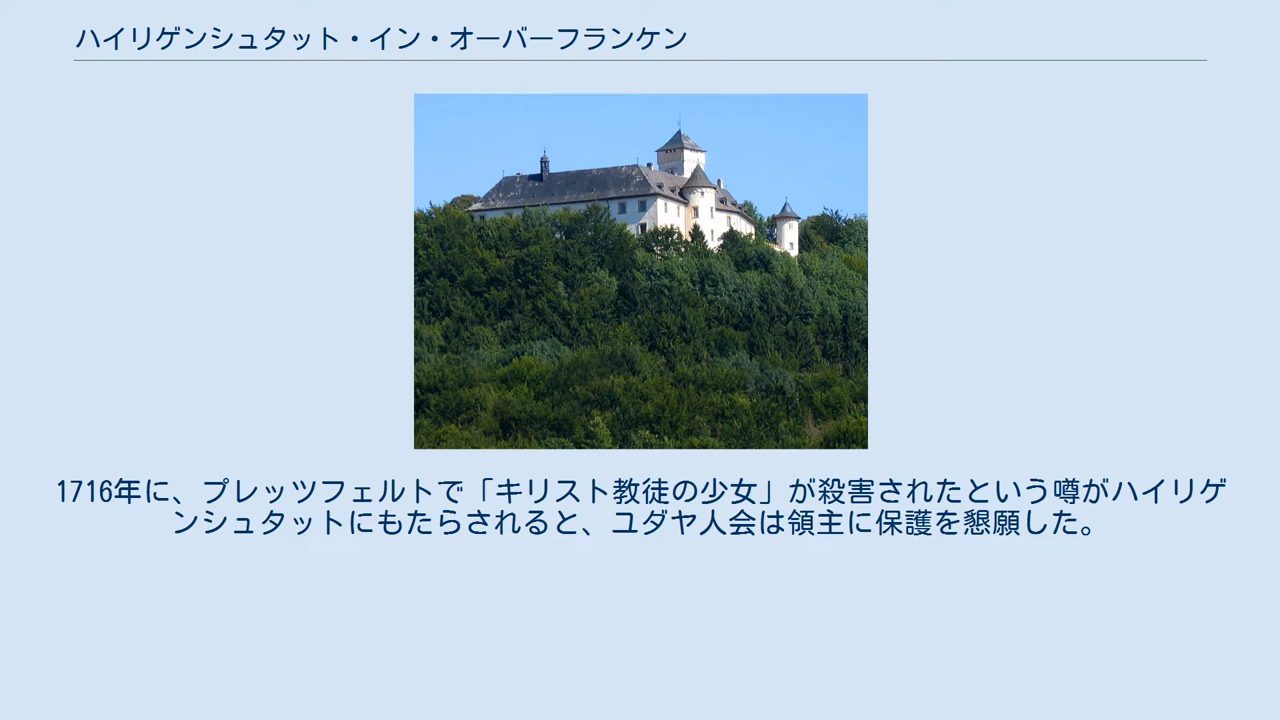 ハイリゲンシュタット・イン・オーバーフランケン
1716年に、プレッツフェルトで「キリスト教徒の少女」が殺害されたという噂がハイリゲ
ンシュタットにもたらされると、ユダヤ人会は領主に保護を懇願した。